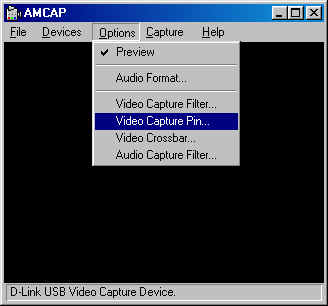 AMCAP
File Devices Options Capture Help
Preview
Audio Format...
Video Capture Filter...
Video Capture Pin...
Video Crossbar...
Audio Capture Filter...
D-Link USB Video Capture Device.